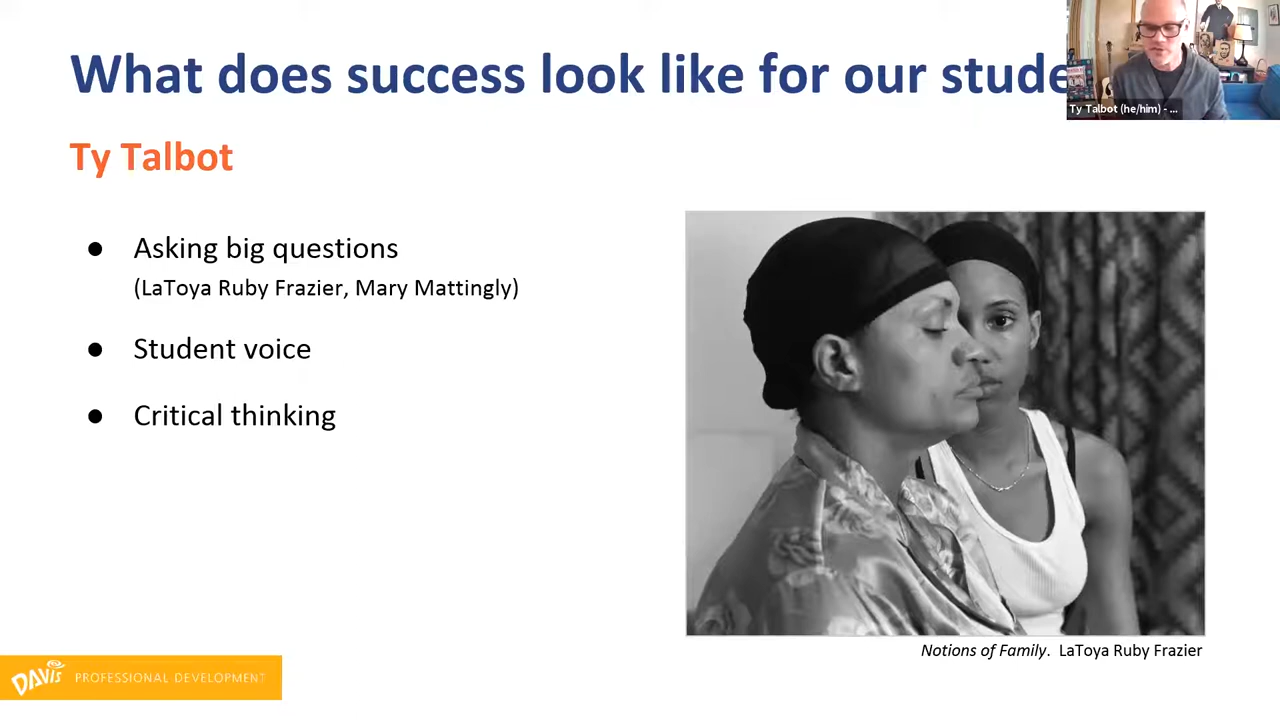 What does success look like for our stude
Ty Talbot (he/him) - ...
Ty Talbot
● Asking big questions
(LaToya Ruby Frazier, Mary Mattingly)
● Student voice
● Critical thinking
Notions of Family. LaToya Ruby Frazier
DAVIS PROFESSIONAL DEVELOPMENT